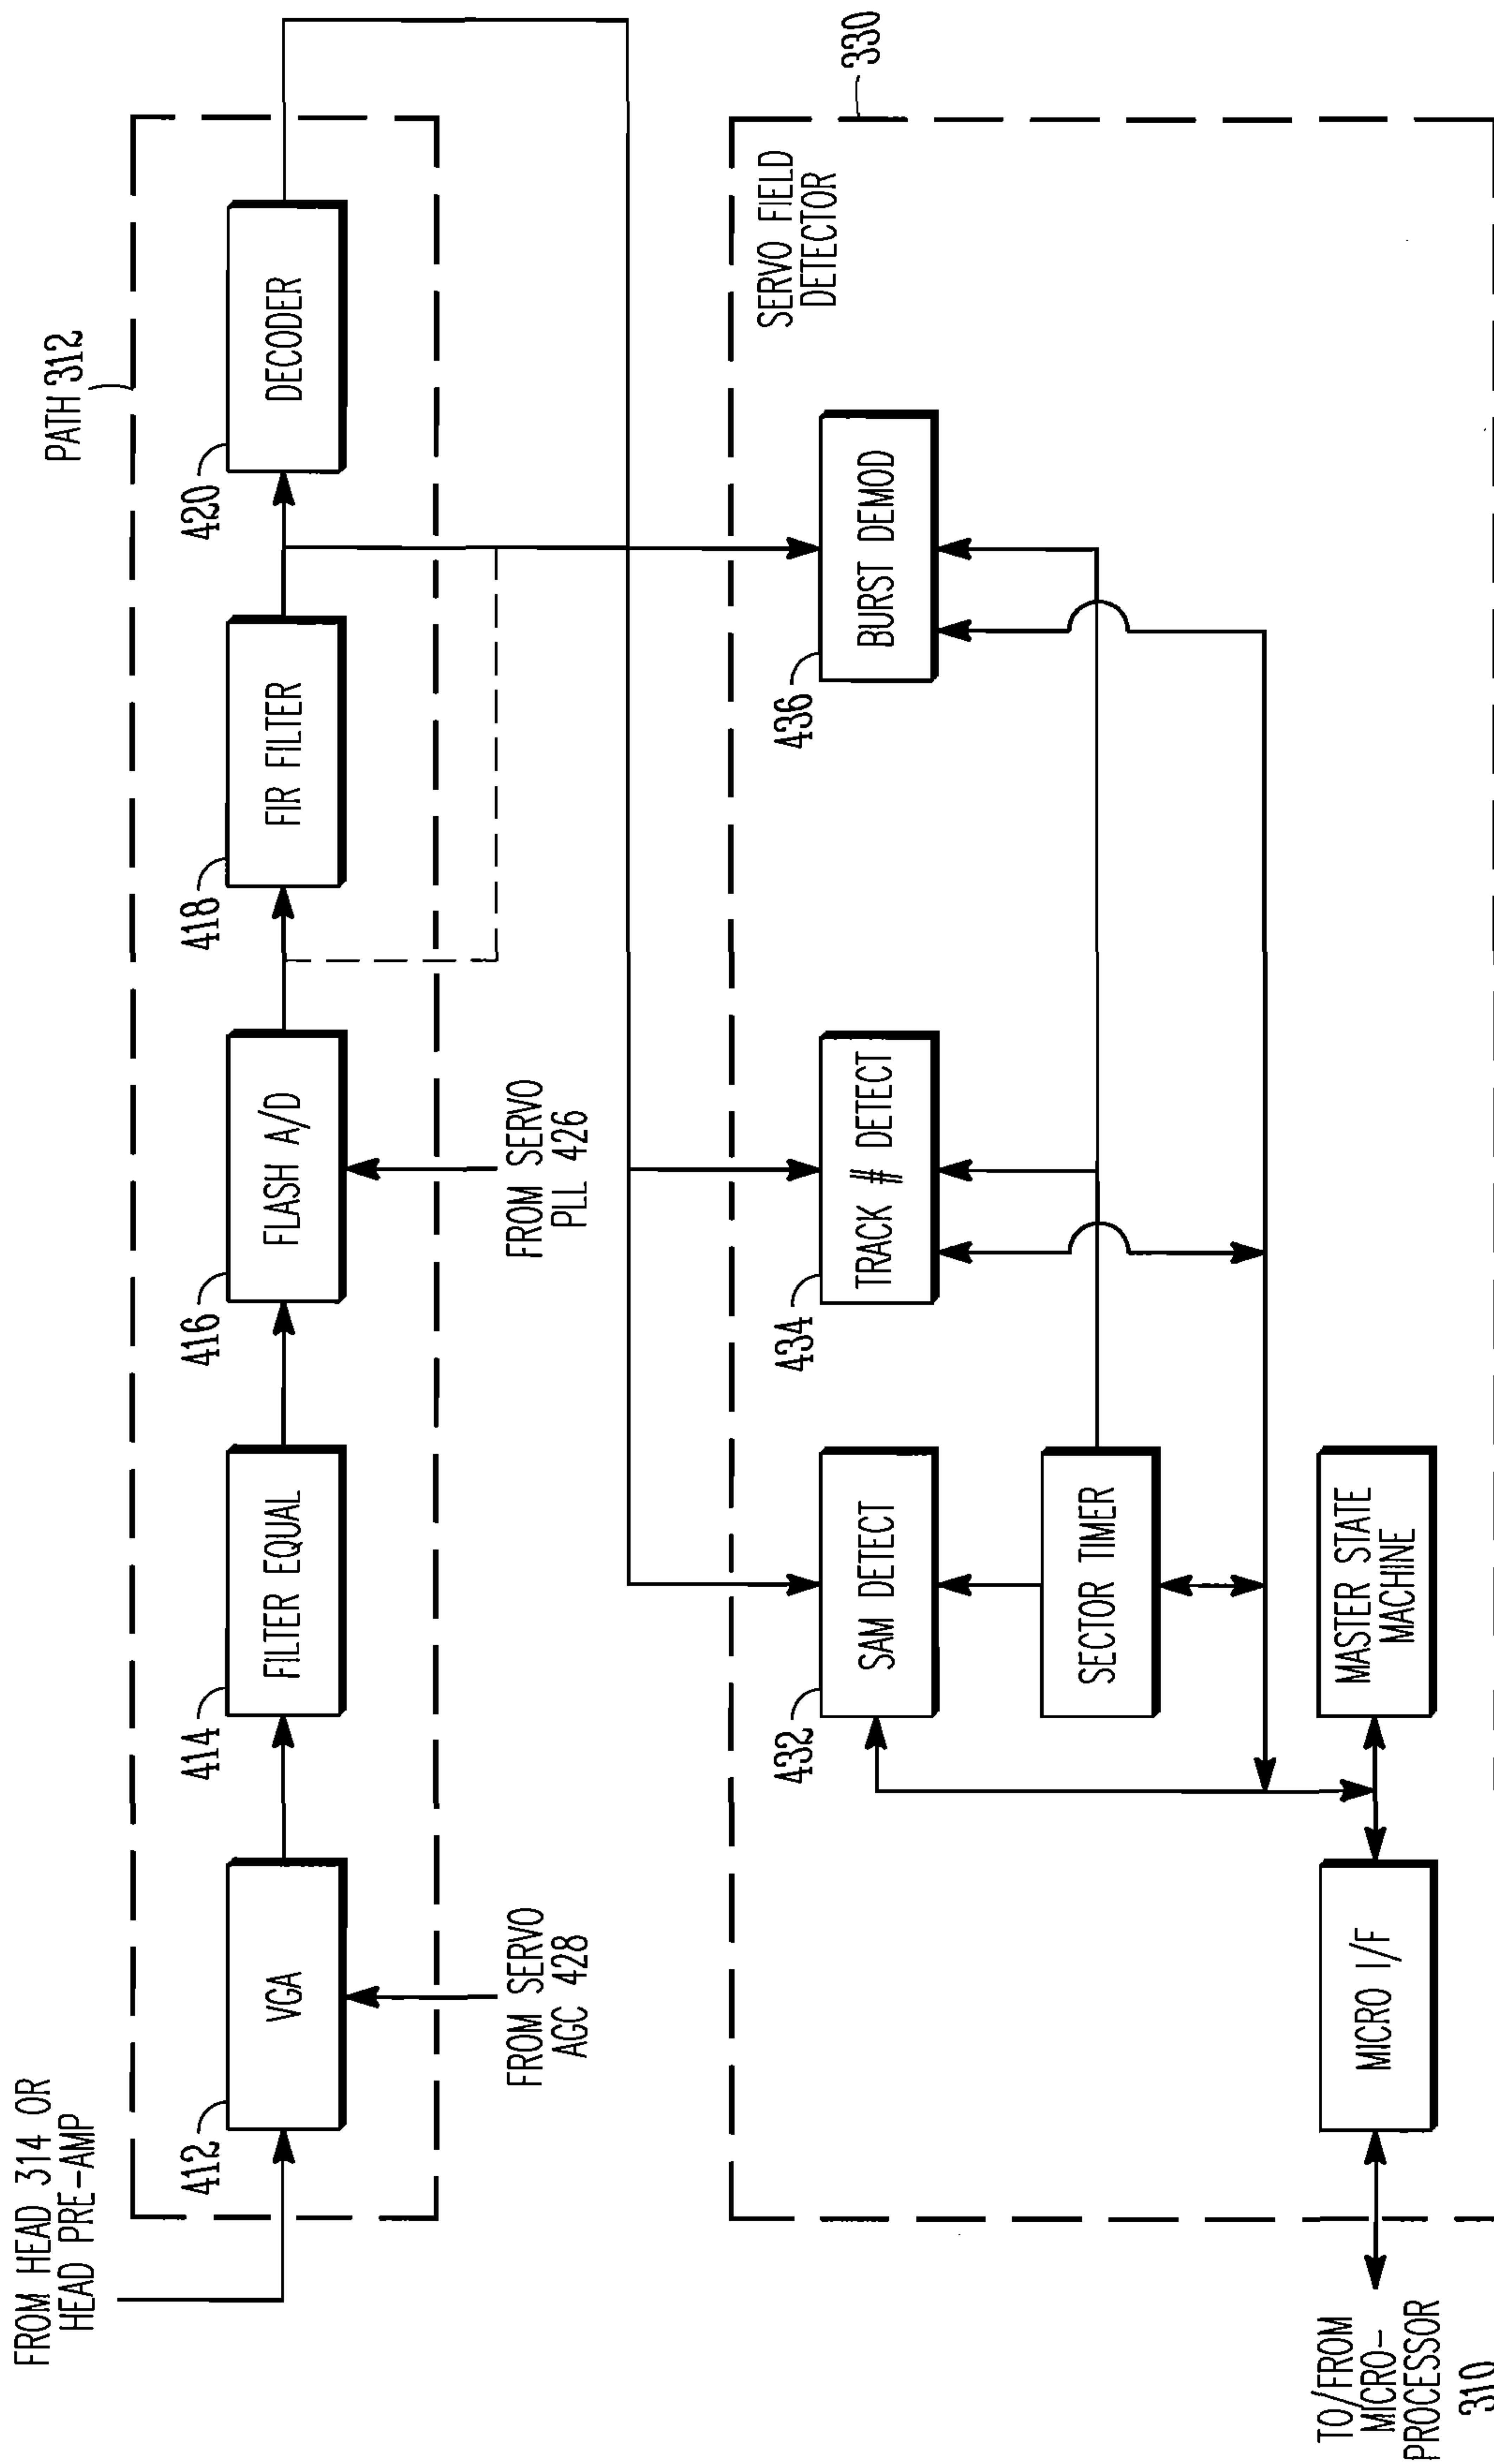 FROM HEAD 314 OR
HEAD PRE-AMP
PATH 312
412
VGA
414
FILTER EQUAL
416
FLASH A/D
418
FIR FILTER
420
DECODER
FROM SERVO
AGC 428
FROM SERVO
PLL 426
SERVO FIELD
DETECTOR
330
432
SAM DETECT
434
TRACK # DETECT
436
BURST DEMOD
SECTOR TIMER
MASTER STATE
MACHINE
MICRO I/F
TO/FROM
MICRO-
PROCESSOR
310